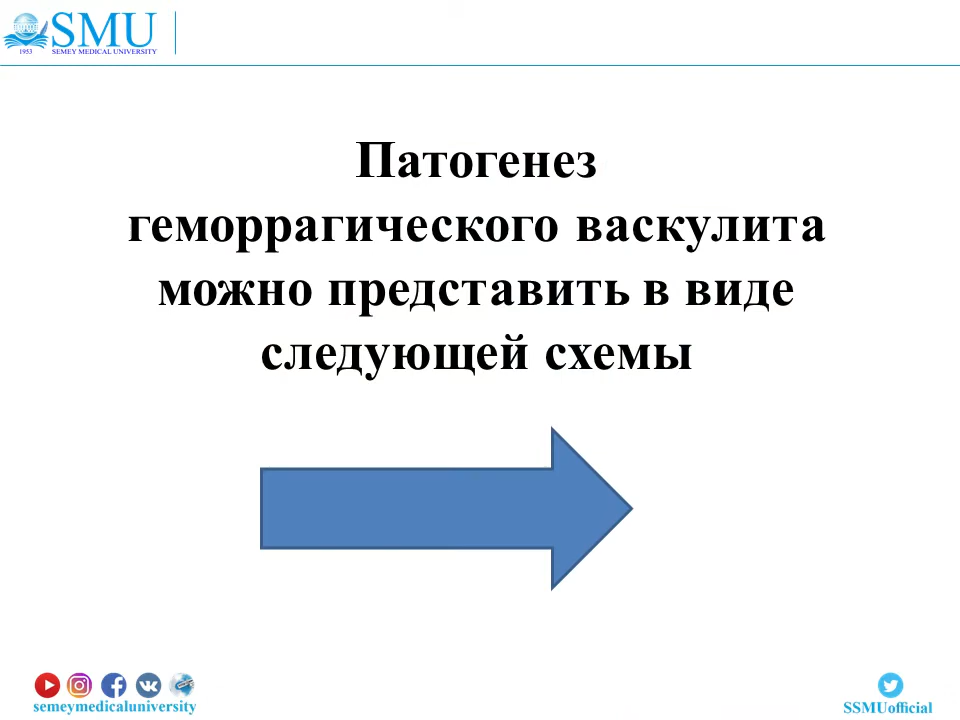 SMU
1953 SEMEY MEDICAL UNIVERSITY
Патогенез
геморрагического васкулита
можно представить в виде
следующей схемы
semeymedicaluniversity
SSMUofficial